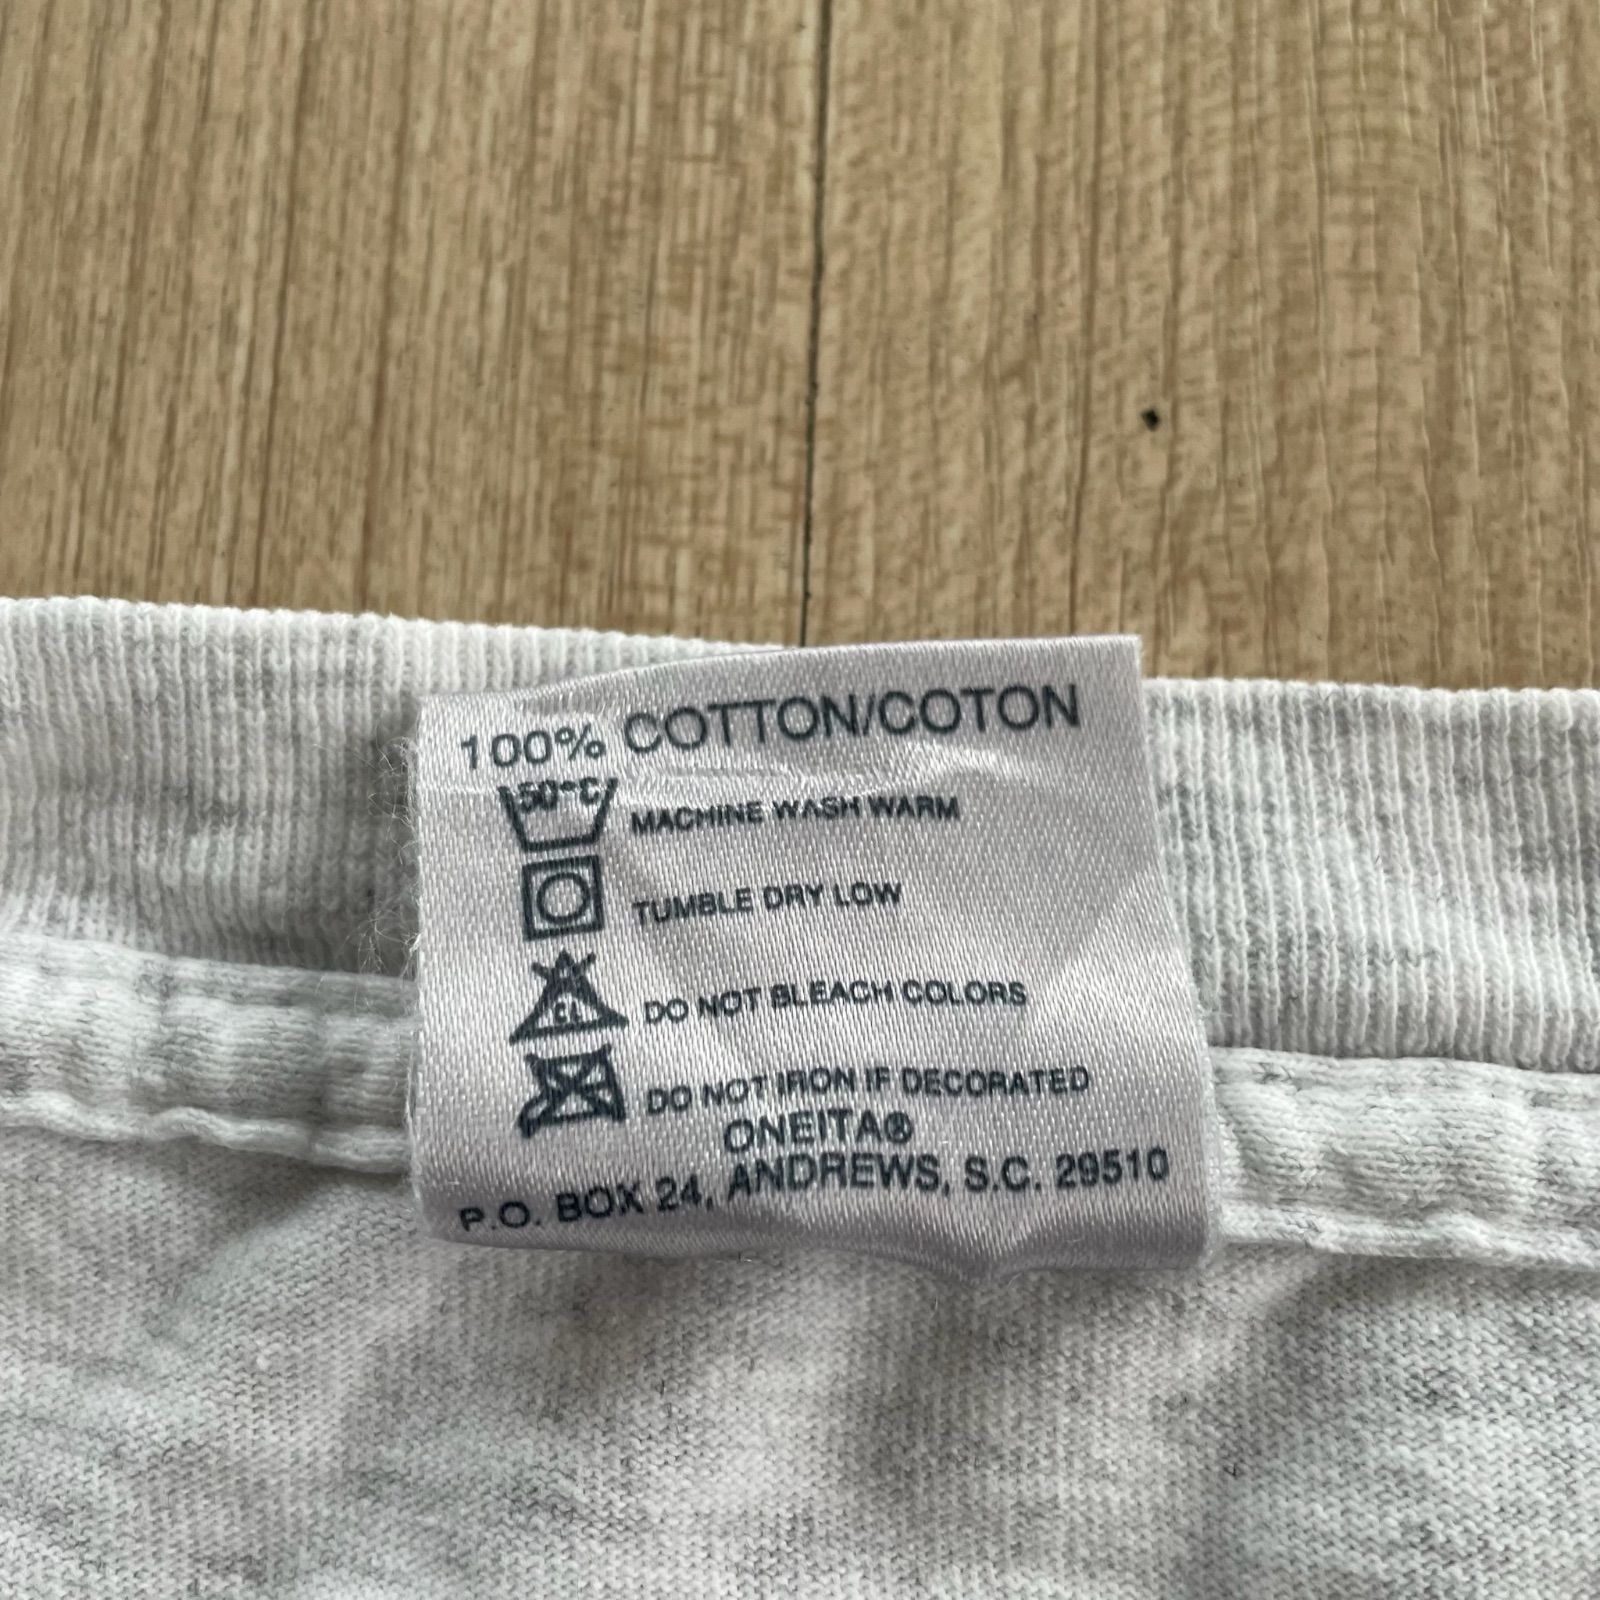 100% COTTON/COTON
50°C MACHINE WASH WARM
TUMBLE DRY LOW
CL DO NOT BLEACH COLORS
DO NOT IRON IF DECORATED
ONEITA®
P.O. BOX 24, ANDREWS, S.C. 29510